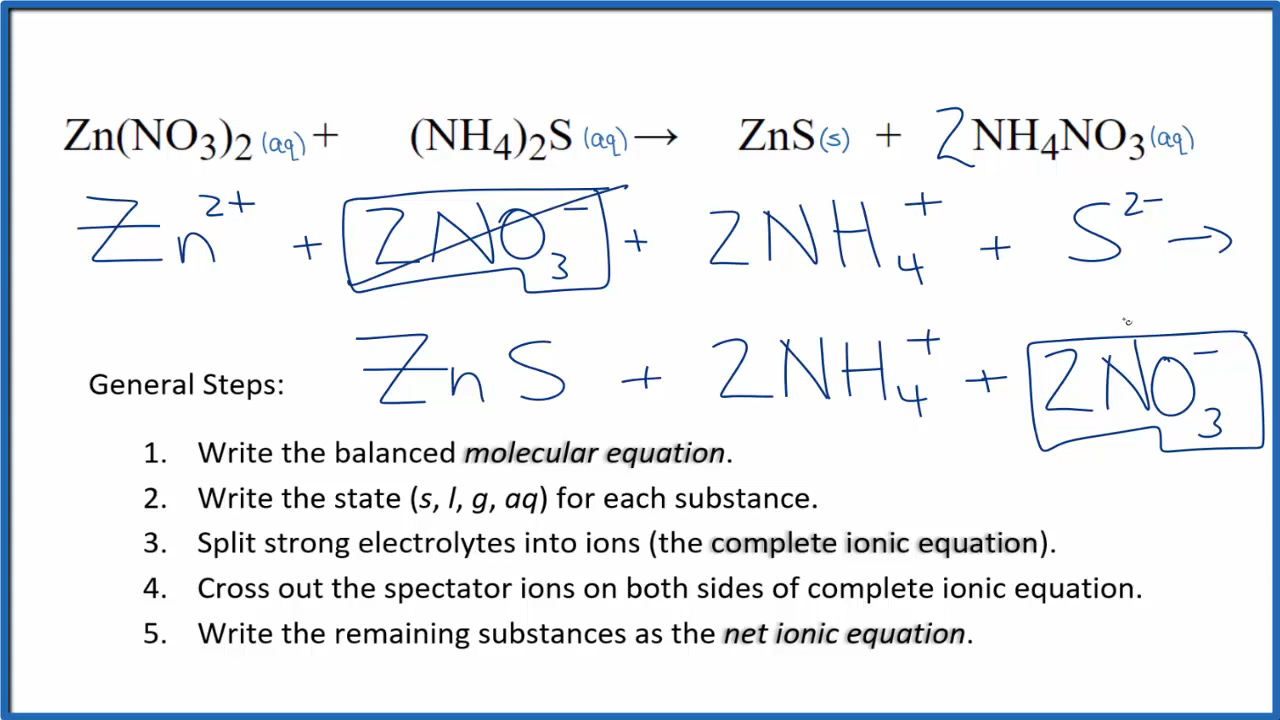 Zn(NO₃)₂ (aq) + (NH₄)₂S (aq) → ZnS (s) + 2NH₄NO₃ (aq)
Zn²⁺ + 2NO₃⁻ + 2NH₄⁺ + S²⁻ →
ZnS + 2NH₄⁺ + 2NO₃⁻
General Steps:
1. Write the balanced molecular equation.
2. Write the state (s, l, g, aq) for each substance.
3. Split strong electrolytes into ions (the complete ionic equation).
4. Cross out the spectator ions on both sides of complete ionic equation.
5. Write the remaining substances as the net ionic equation.